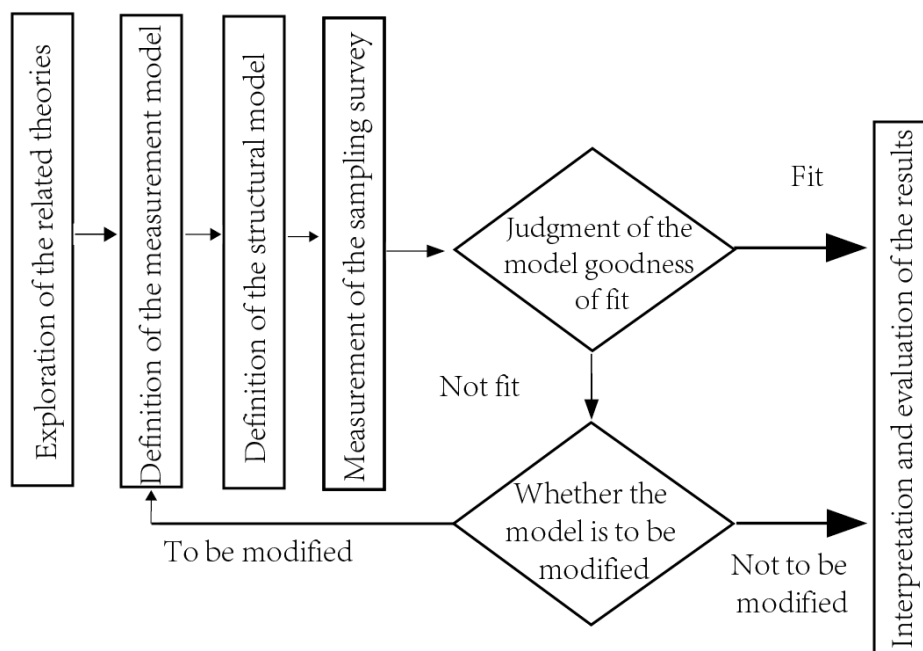 Exploration of the related theories
Definition of the measurement model
Definition of the structural model
Measurement of the sampling survey
Judgment of the
model goodness
of fit
Fit
Not fit
Whether the
model is to be
modified
To be modified
Not to be
modified
Interpretation and evaluation of the results